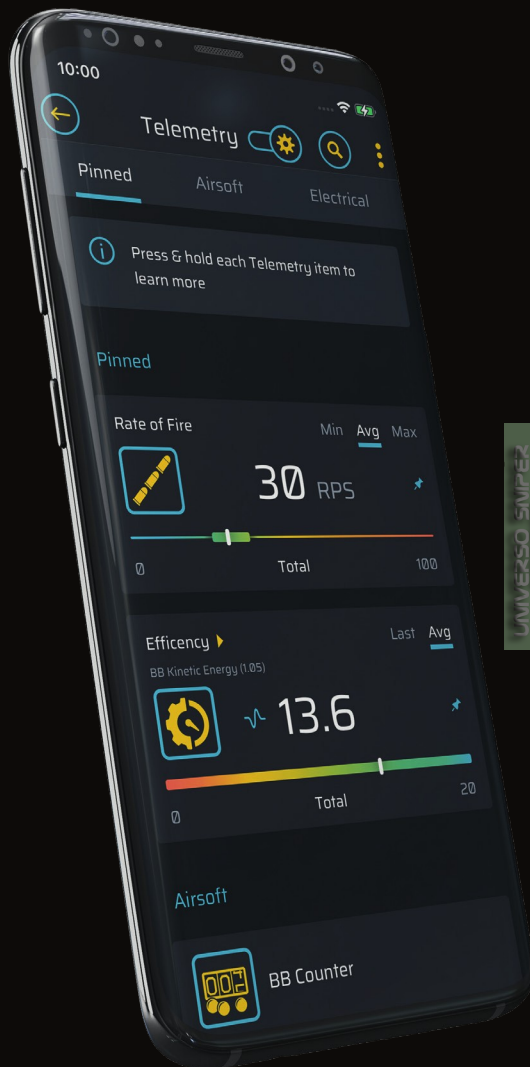 10:00
Telemetry
Pinned Airsoft Electrical
Press & hold each Telemetry item to
learn more
Pinned
Rate of Fire Min Avg Max
30 RPS
0 Total 100
Efficency Last Avg
BB Kinetic Energy (1.05)
13.6
0 Total 20
Airsoft
BB Counter
UNIVERSO SNIPER